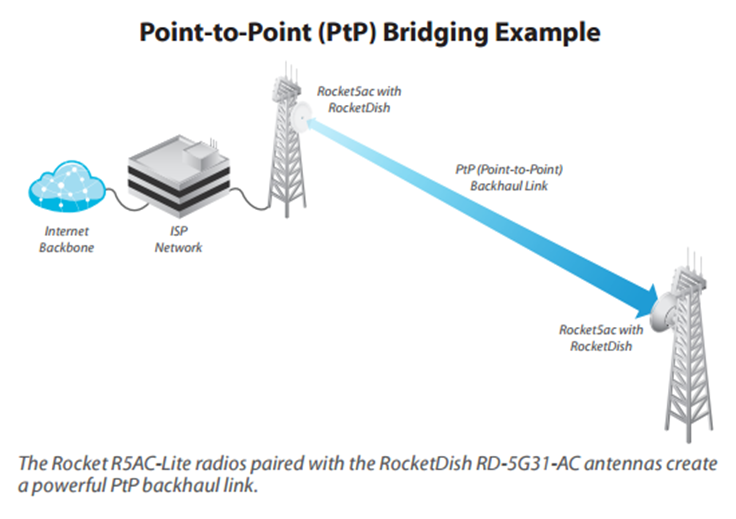 Point-to-Point (PtP) Bridging Example
Rocket5ac with
RocketDish
PtP (Point-to-Point)
Backhaul Link
Internet
Backbone
ISP
Network
Rocket5ac with
RocketDish
The Rocket R5AC-Lite radios paired with the RocketDish RD-5G31-AC antennas create
a powerful PtP backhaul link.